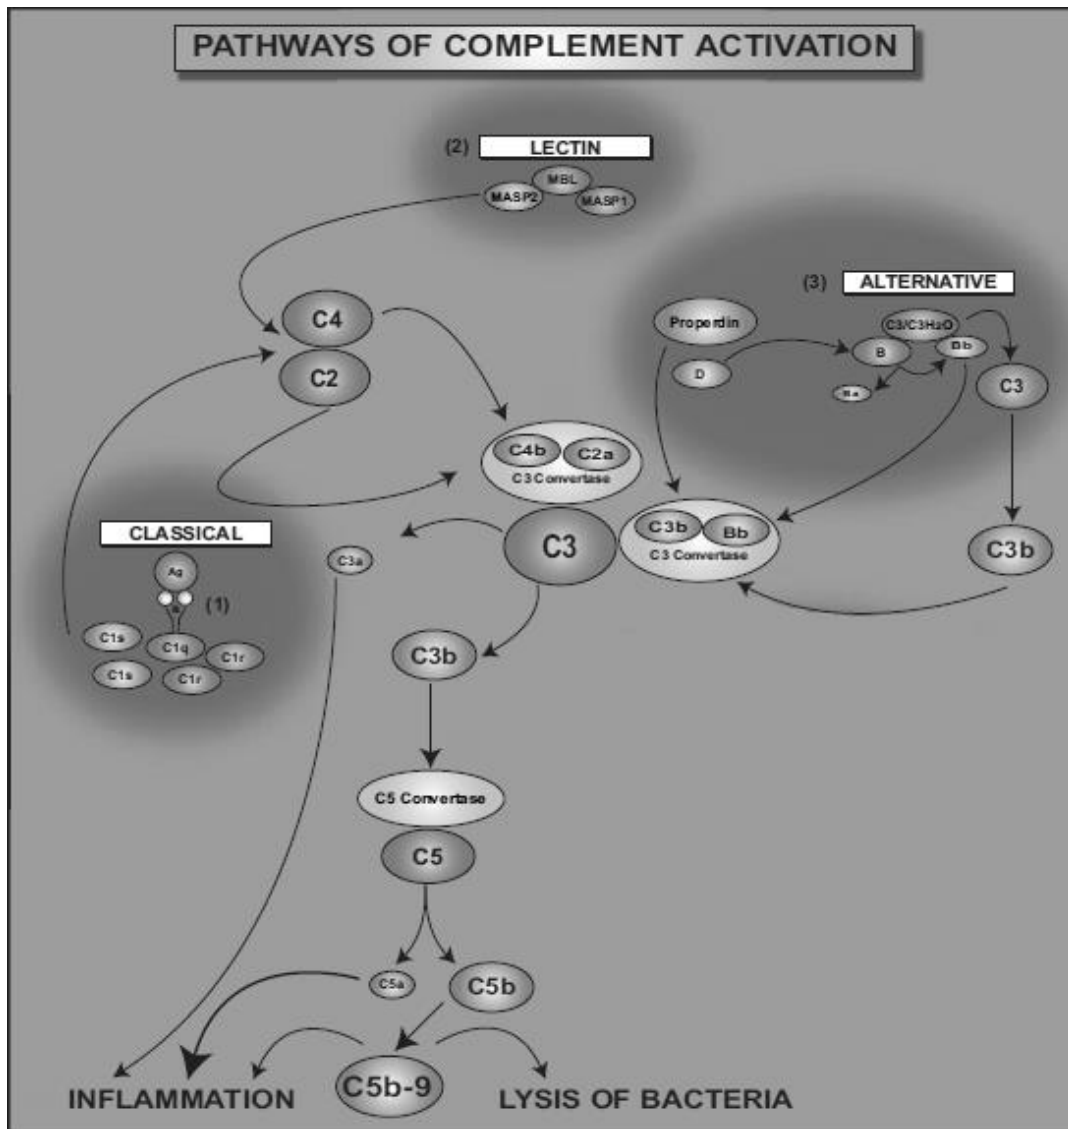 PATHWAYS OF COMPLEMENT ACTIVATION
(2) LECTIN
MBL
MASP2
MASP1
(3) ALTERNATIVE
Properdin
C3/C3H2O
B
Bb
D
Ba
C3
C4
C2
C4b
C2a
C3 Convertase
C3
C3b
Bb
C3 Convertase
C3b
CLASSICAL
Ag
(1)
C1s
C1q
C1r
C1s
C1r
C3a
C3b
C5 Convertase
C5
C5a
C5b
C5b-9
INFLAMMATION
LYSIS OF BACTERIA